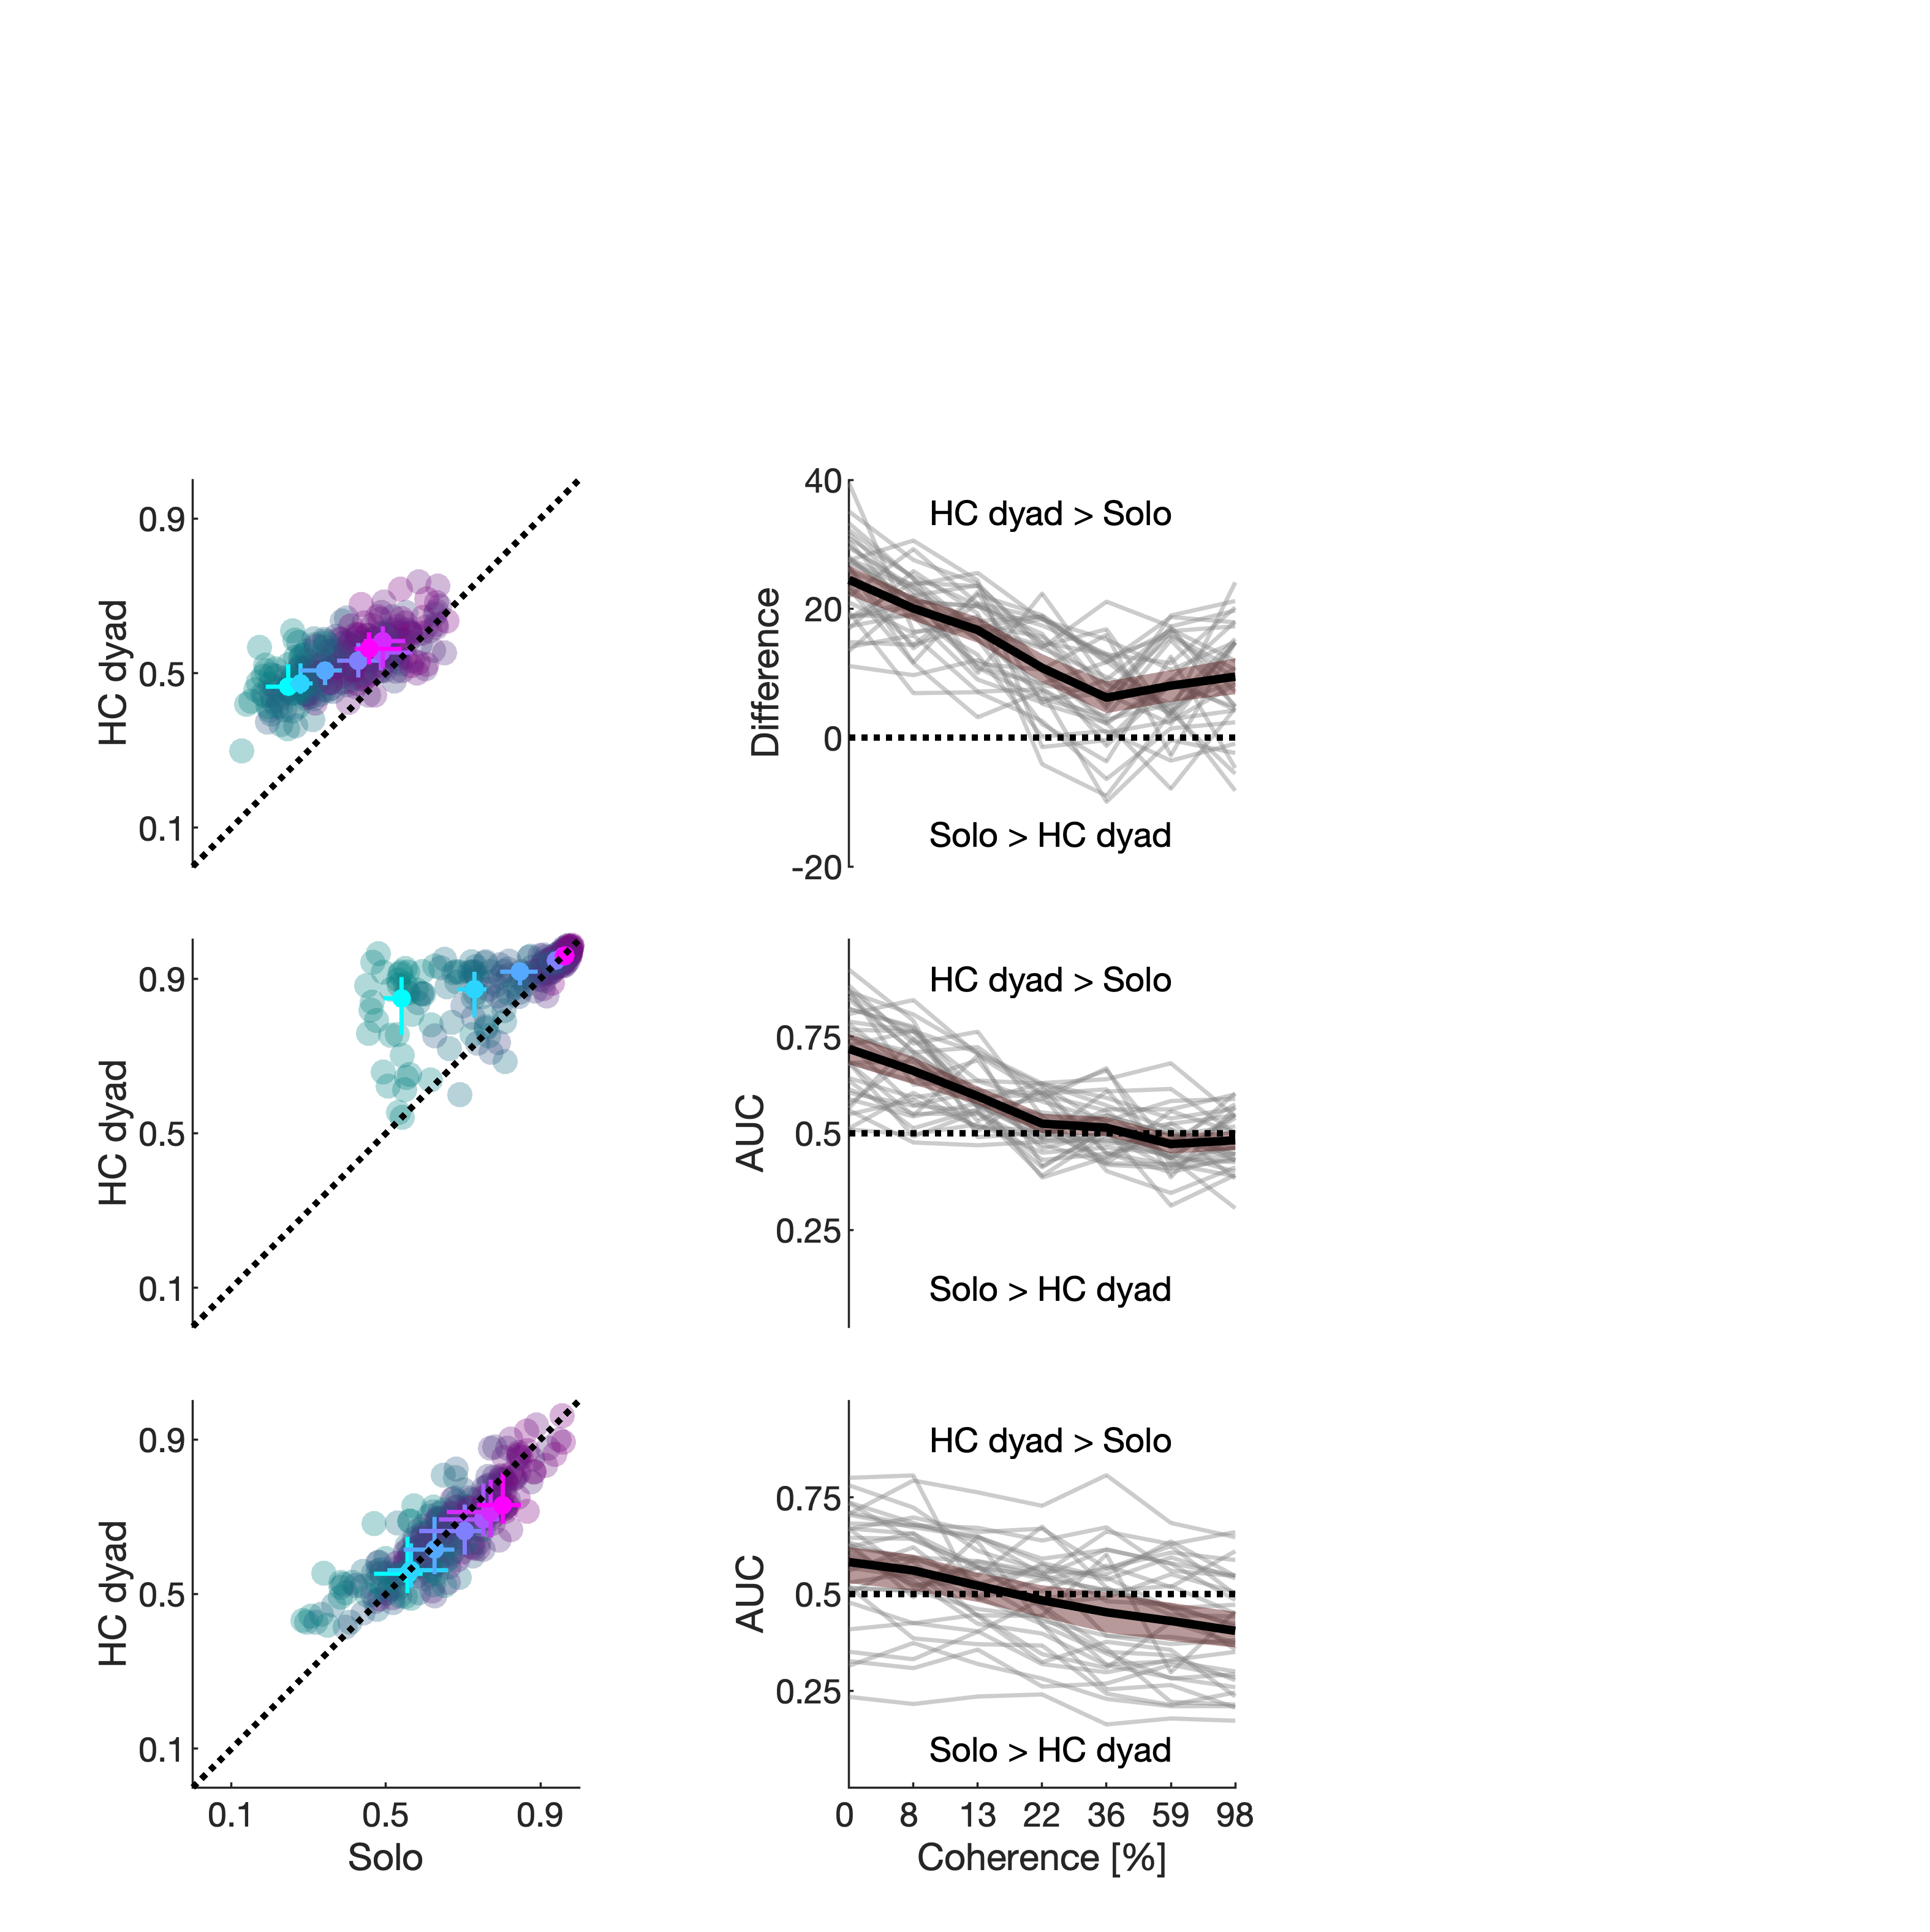 0.9
0.5
0.1
HC dyad
40
20
0
-20
Difference
HC dyad > Solo
Solo > HC dyad
0.9
0.5
0.1
HC dyad
0.75
0.5
0.25
AUC
HC dyad > Solo
Solo > HC dyad
0.9
0.5
0.1
HC dyad
0.1 0.5 0.9
Solo
0.75
0.5
0.25
AUC
HC dyad > Solo
Solo > HC dyad
0 8 13 22 36 59 98
Coherence [%]